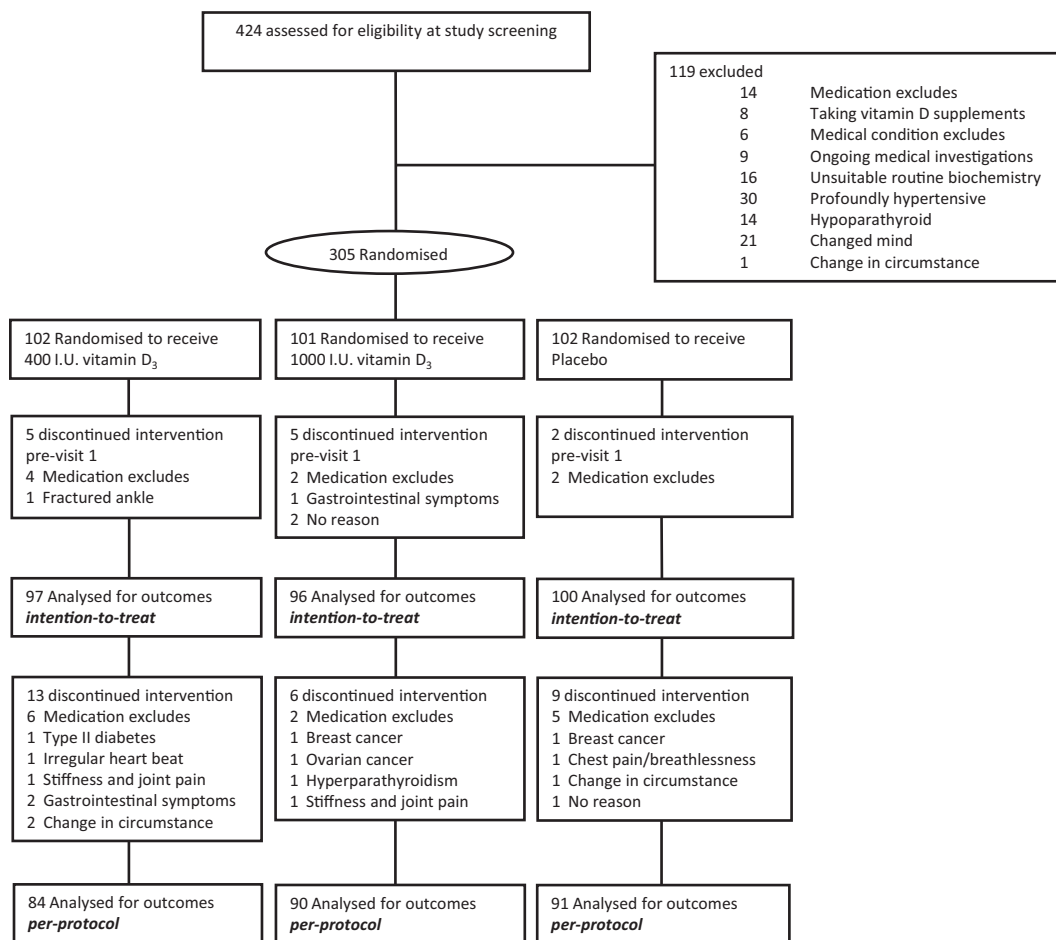 424 assessed for eligibility at study screening
119 excluded
14 Medication excludes
8 Taking vitamin D supplements
6 Medical condition excludes
9 Ongoing medical investigations
16 Unsuitable routine biochemistry
30 Profoundly hypertensive
14 Hypoparathyroid
21 Changed mind
1 Change in circumstance
305 Randomised
102 Randomised to receive
400 I.U. vitamin D₃
101 Randomised to receive
1000 I.U. vitamin D₃
102 Randomised to receive
Placebo
5 discontinued intervention
pre-visit 1
4 Medication excludes
1 Fractured ankle
5 discontinued intervention
pre-visit 1
2 Medication excludes
1 Gastrointestinal symptoms
2 No reason
2 discontinued intervention
pre-visit 1
2 Medication excludes
97 Analysed for outcomes
intention-to-treat
96 Analysed for outcomes
intention-to-treat
100 Analysed for outcomes
intention-to-treat
13 discontinued intervention
6 Medication excludes
1 Type II diabetes
1 Irregular heart beat
1 Stiffness and joint pain
2 Gastrointestinal symptoms
2 Change in circumstance
6 discontinued intervention
2 Medication excludes
1 Breast cancer
1 Ovarian cancer
1 Hyperparathyroidism
1 Stiffness and joint pain
9 discontinued intervention
5 Medication excludes
1 Breast cancer
1 Chest pain/breathlessness
1 Change in circumstance
1 No reason
84 Analysed for outcomes
per-protocol
90 Analysed for outcomes
per-protocol
91 Analysed for outcomes
per-protocol